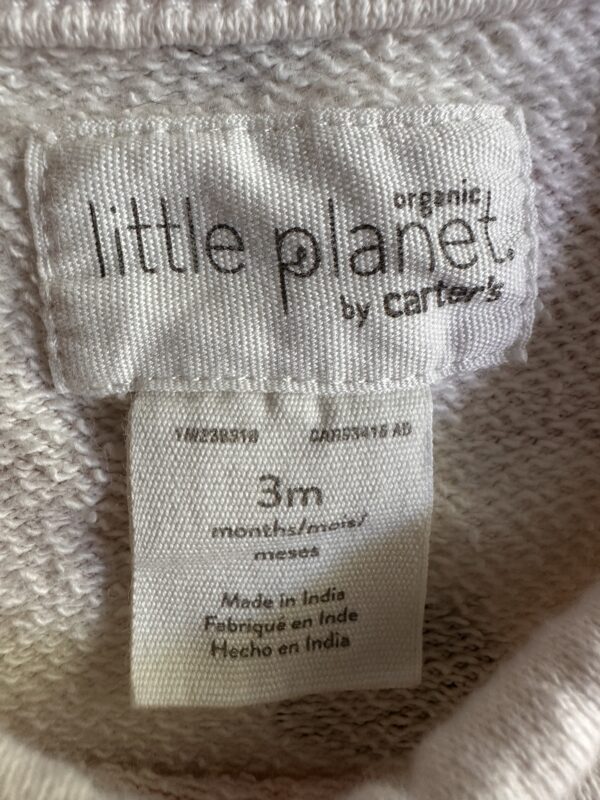 organic
little planet.
by carter's
3m
months/mois/
meses
Made in India
Fabriqué en Inde
Hecho en India